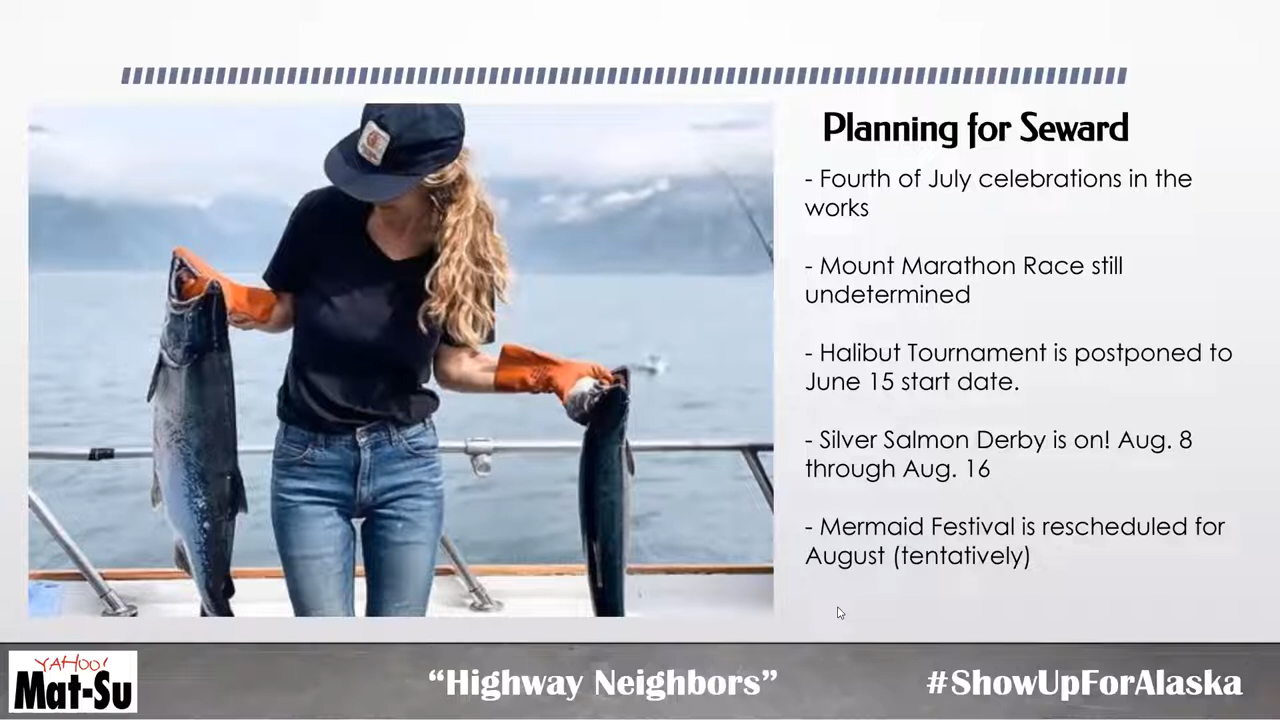 Planning for Seward
- Fourth of July celebrations in the
works
- Mount Marathon Race still
undetermined
- Halibut Tournament is postponed to
June 15 start date.
- Silver Salmon Derby is on! Aug. 8
through Aug. 16
- Mermaid Festival is rescheduled for
August (tentatively)
YAHOO!
Mat-Su
“Highway Neighbors”
#ShowUpForAlaska